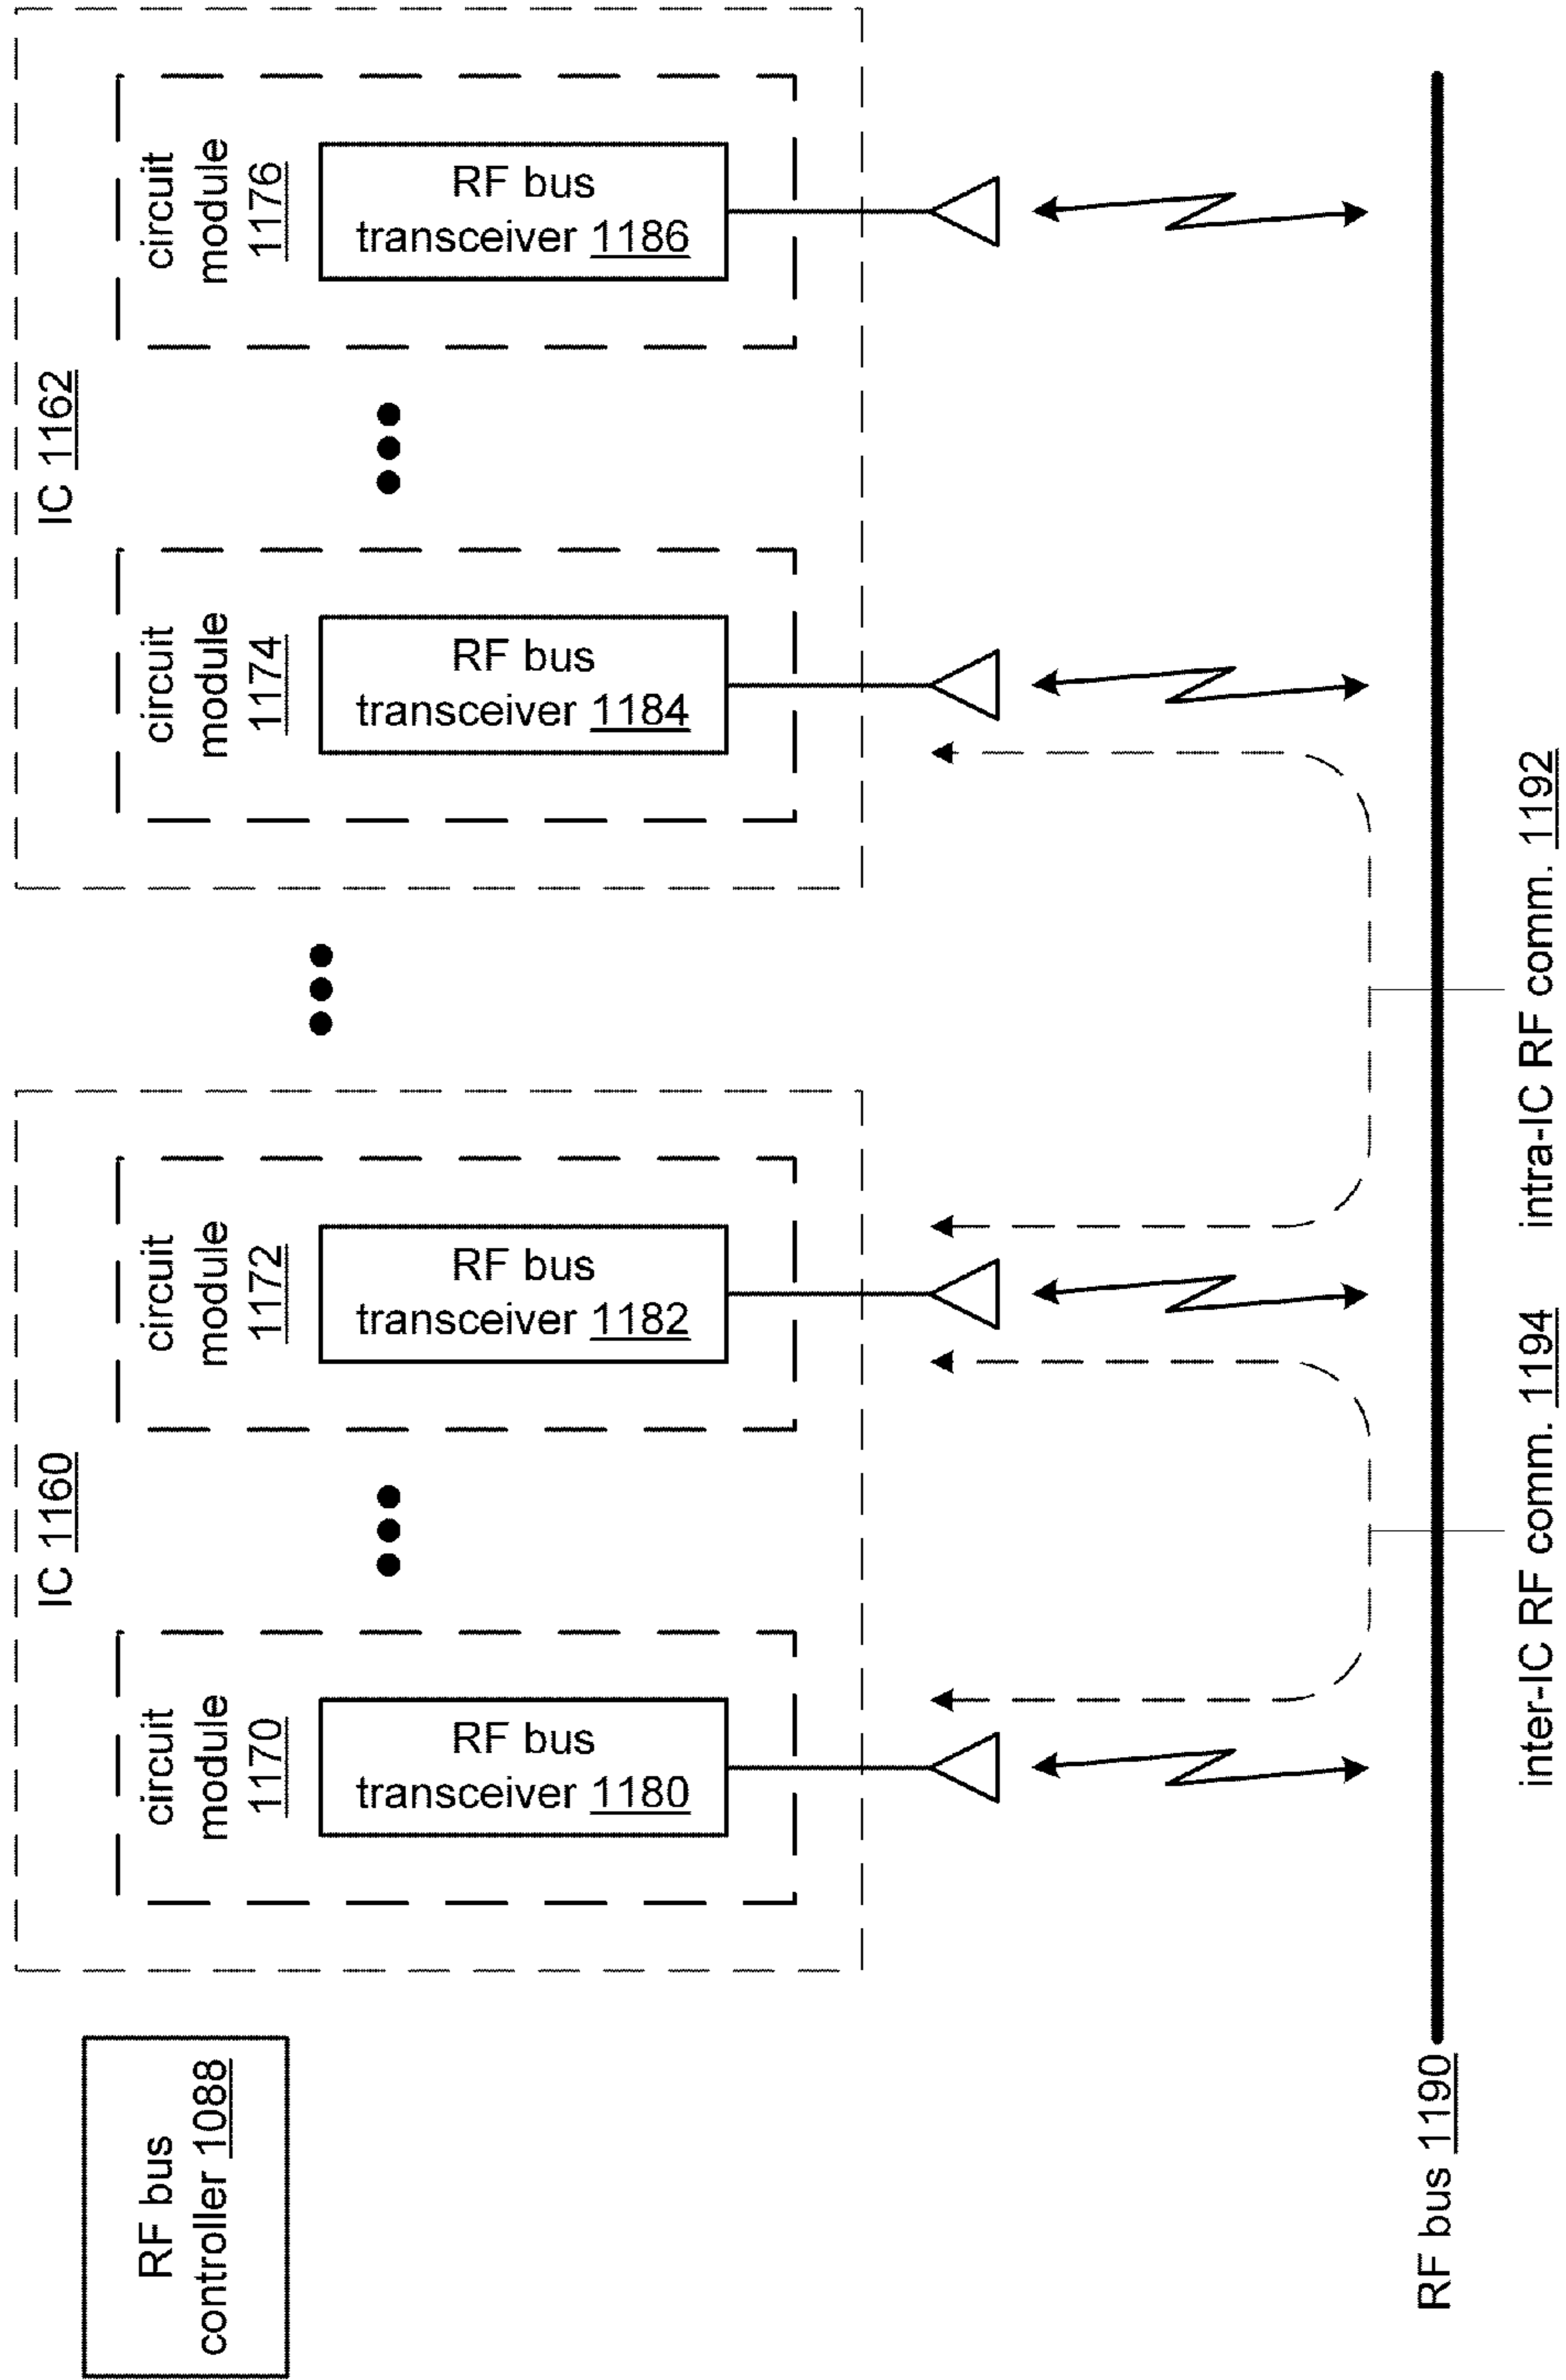 RF bus
controller 1088
IC 1160
circuit
module
1170
RF bus
transceiver 1180
circuit
module
1172
RF bus
transceiver 1182
IC 1162
circuit
module
1174
RF bus
transceiver 1184
circuit
module
1176
RF bus
transceiver 1186
RF bus 1190
inter-IC RF comm. 1194
intra-IC RF comm. 1192